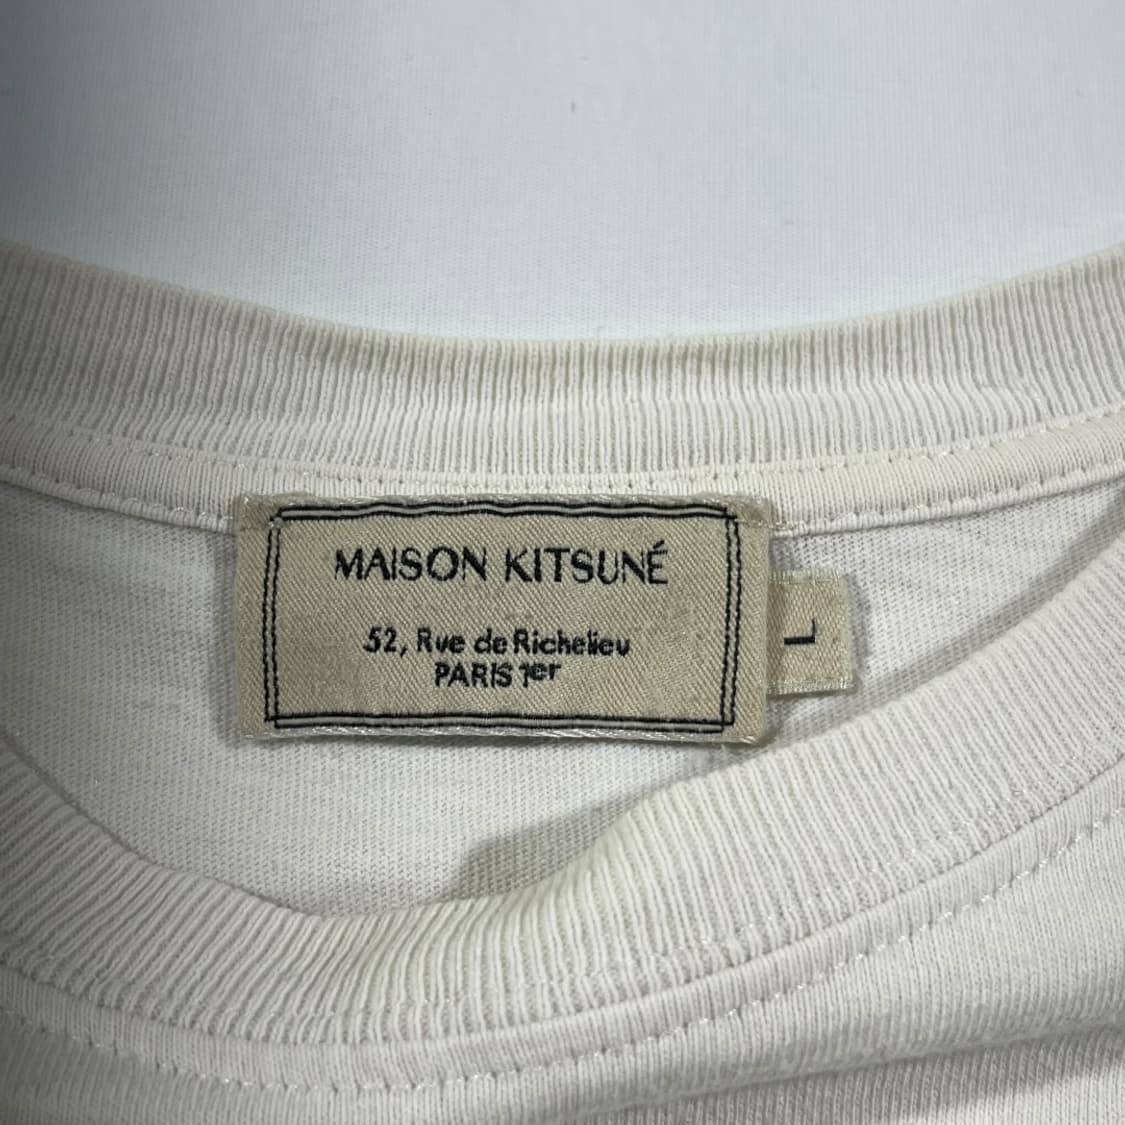 MAISON KITSUNÉ
52, Rue de Richelieu
PARIS 1er
L